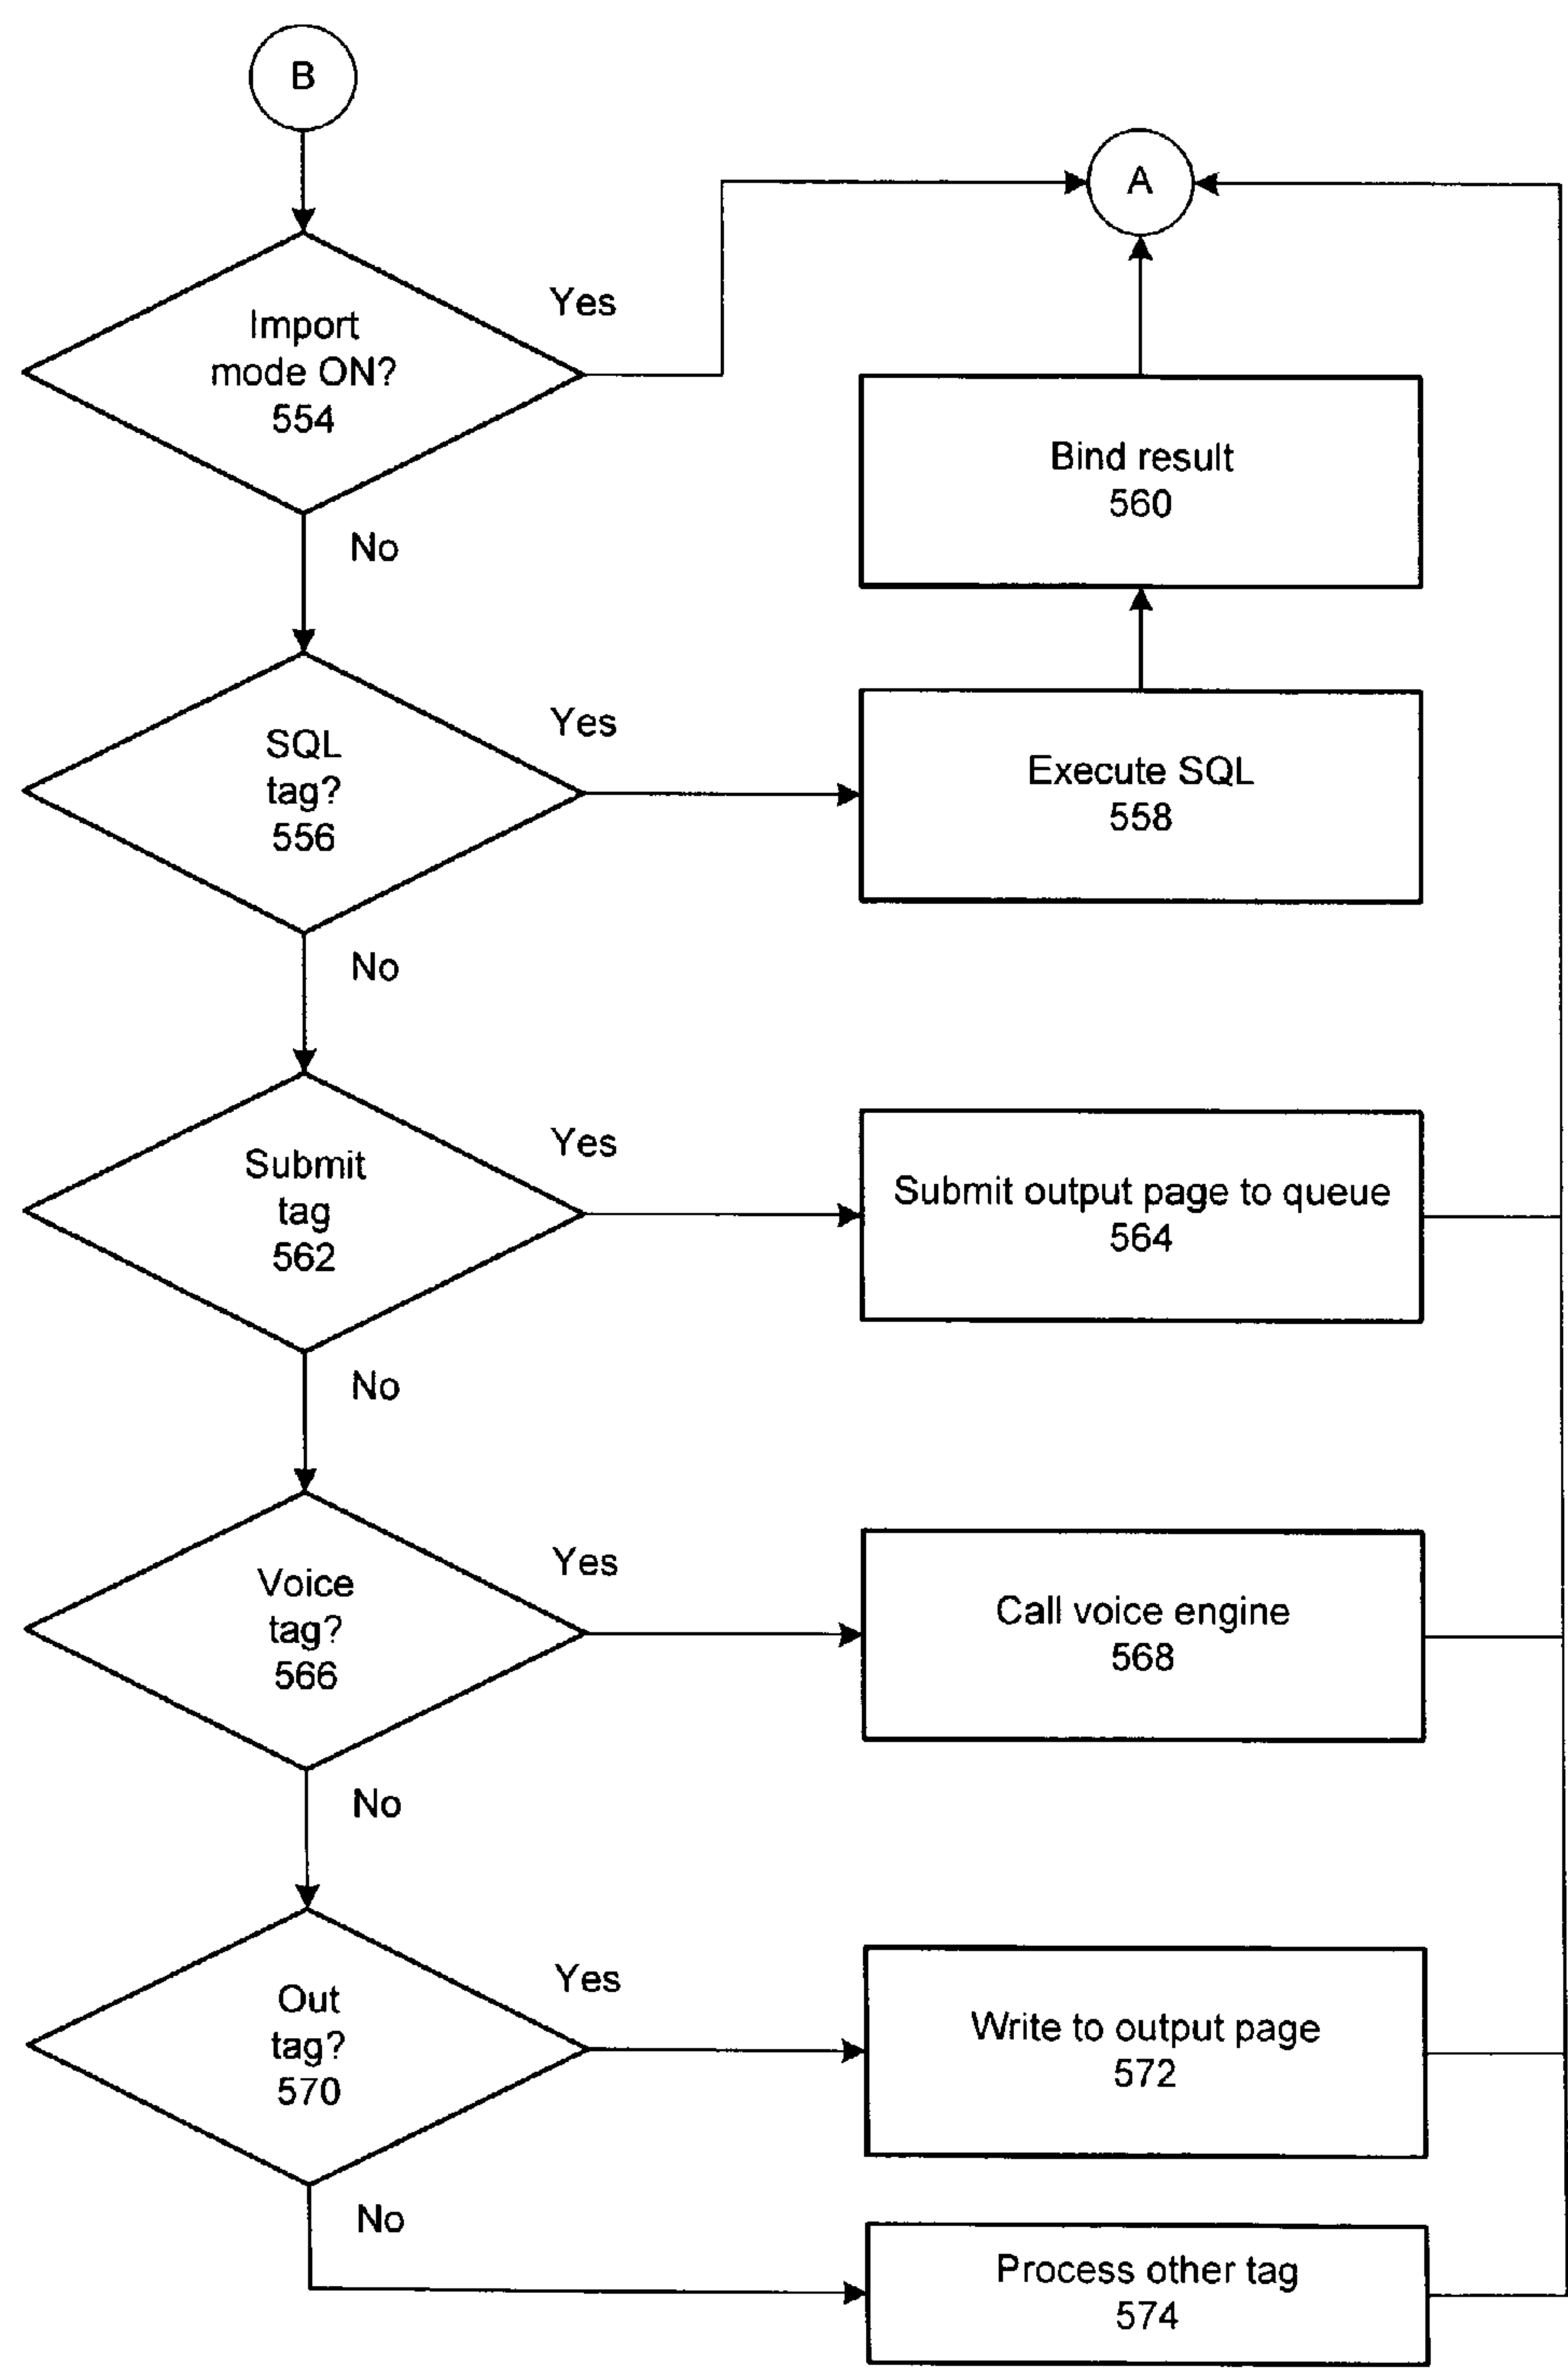 B
A
Yes
Import
mode ON?
554
Bind result
560
No
Yes
SQL
tag?
556
Execute SQL
558
No
Yes
Submit
tag
562
Submit output page to queue
564
No
Yes
Voice
tag?
566
Call voice engine
568
No
Yes
Out
tag?
570
Write to output page
572
No
Process other tag
574